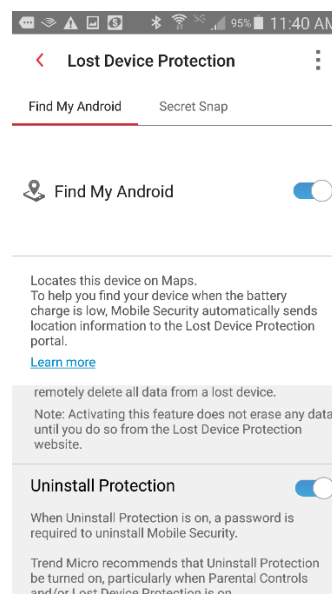 95% 11:40 AM
Lost Device Protection
Find My Android Secret Snap
Find My Android
Locates this device on Maps.
To help you find your device when the battery
charge is low, Mobile Security automatically sends
location information to the Lost Device Protection
portal.
Learn more
remotely delete all data from a lost device.
Note: Activating this feature does not erase any data
until you do so from the Lost Device Protection
website.
Uninstall Protection
When Uninstall Protection is on, a password is
required to uninstall Mobile Security.
Trend Micro recommends that Uninstall Protection
be turned on, particularly when Parental Controls
and/or Lost Device Protection is on.